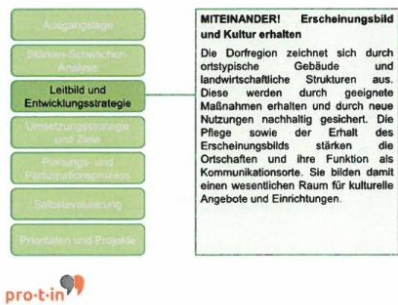 Ausgangslage
Stärken-Schwächen-
Analyse
Leitbild und
Entwicklungsstrategie
Umsetzungsstrategie
und Ziele
Planungs- und
Partizipationsprozess
Selbstevaluierung
Prioritäten und Projekte
MITEINANDER! Erscheinungsbild
und Kultur erhalten
Die Dorfregion zeichnet sich durch
ortstypische Gebäude und
landwirtschaftliche Strukturen aus.
Diese werden durch geeignete
Maßnahmen erhalten und durch neue
Nutzungen nachhaltig gesichert. Die
Pflege sowie der Erhalt des
Erscheinungsbilds stärken die
Ortschaften und ihre Funktion als
Kommunikationsorte. Sie bilden damit
einen wesentlichen Raum für kulturelle
Angebote und Einrichtungen.
pro-t-in